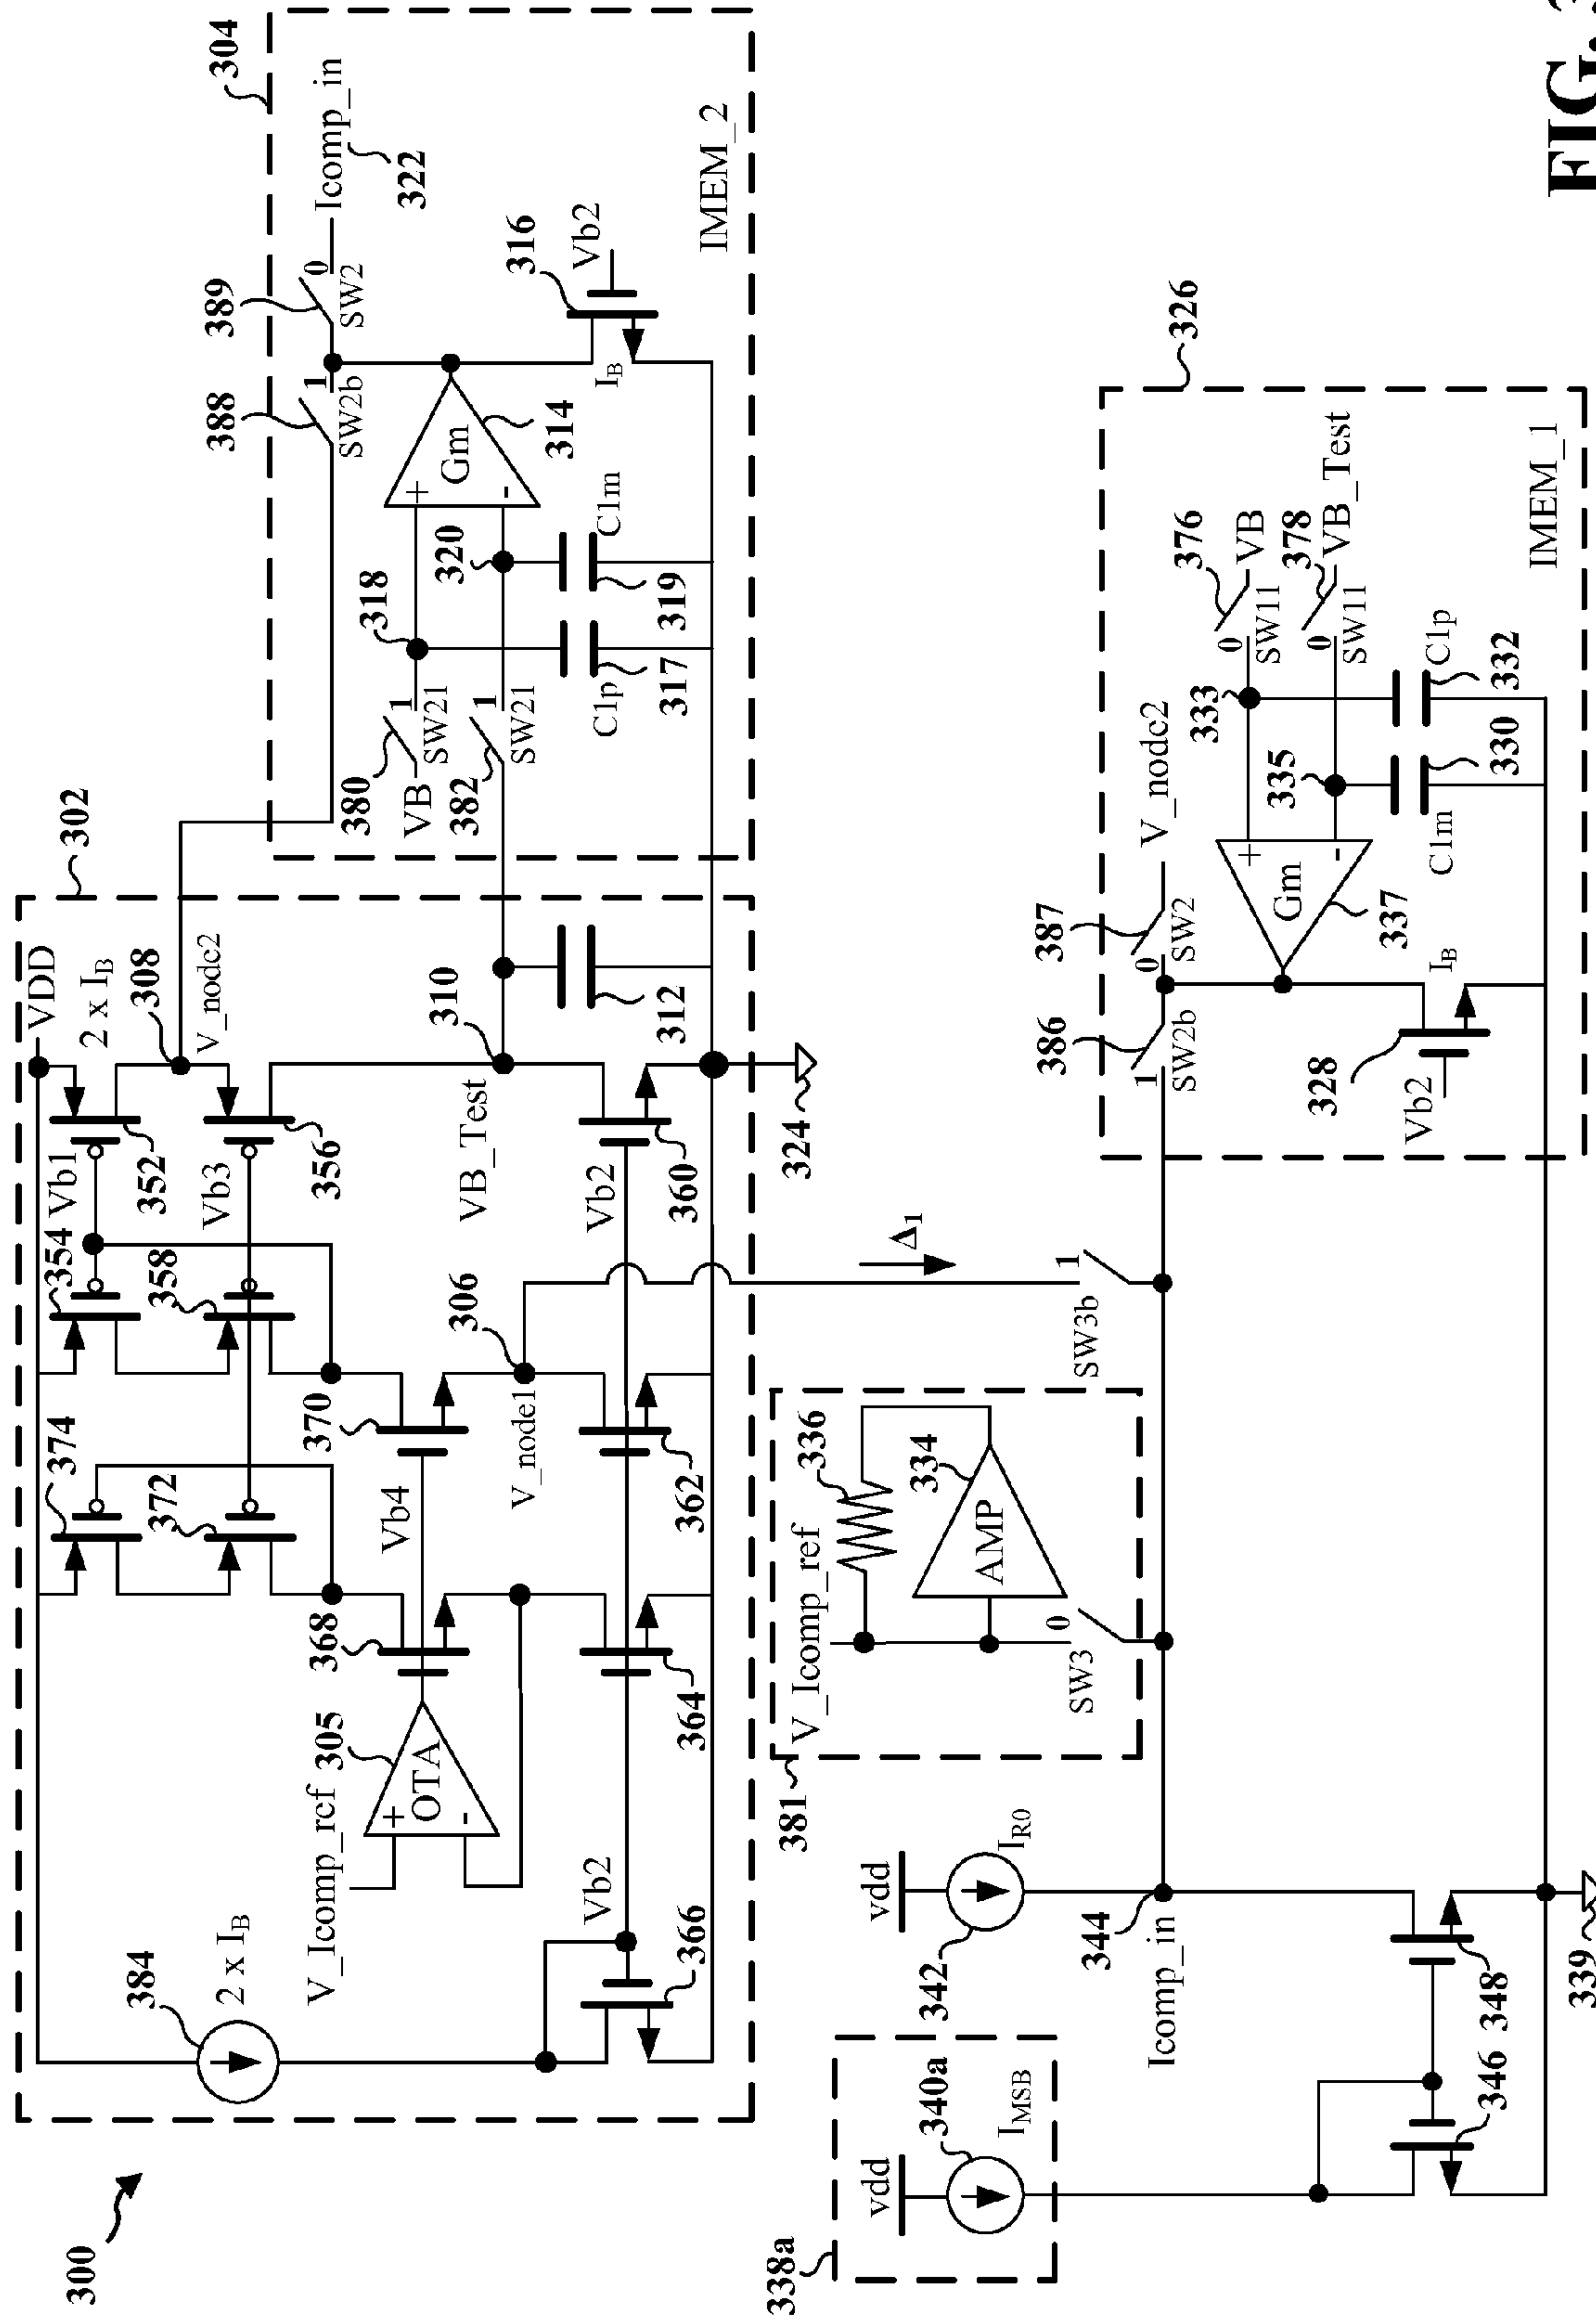 300
302
304
VDD
2 x I_B
384
V_Icomp_rcf
305
OTA
+
-
374
372
368
Vb4
370
354
358
Vb1
352
Vb3
356
2 x I_B
308
V_nodc2
V_node1
306
VB_Test
310
312
Vb2
366
364
362
Vb2
360
324
388
SW2b
1
389
SW2
0
Icomp_in
322
380
VB
SW21
1
382
SW21
1
318
320
+
-
Gm
314
C1p
317
C1m
319
I_B
316
Vb2
IMEM_2
338a
vdd
340a
I_MSB
vdd
342
I_R0
344
Icomp_in
346
348
339
381
V_Icomp_ref
336
334
AMP
SW3
0
SW3b
1
Δ1
326
386
SW2b
1
387
SW2
0
V_nodc2
328
Vb2
I_B
Gm
+
-
337
333
335
C1m
330
C1p
332
0
SW11
376
VB
0
SW11
378
VB_Test
IMEM_1